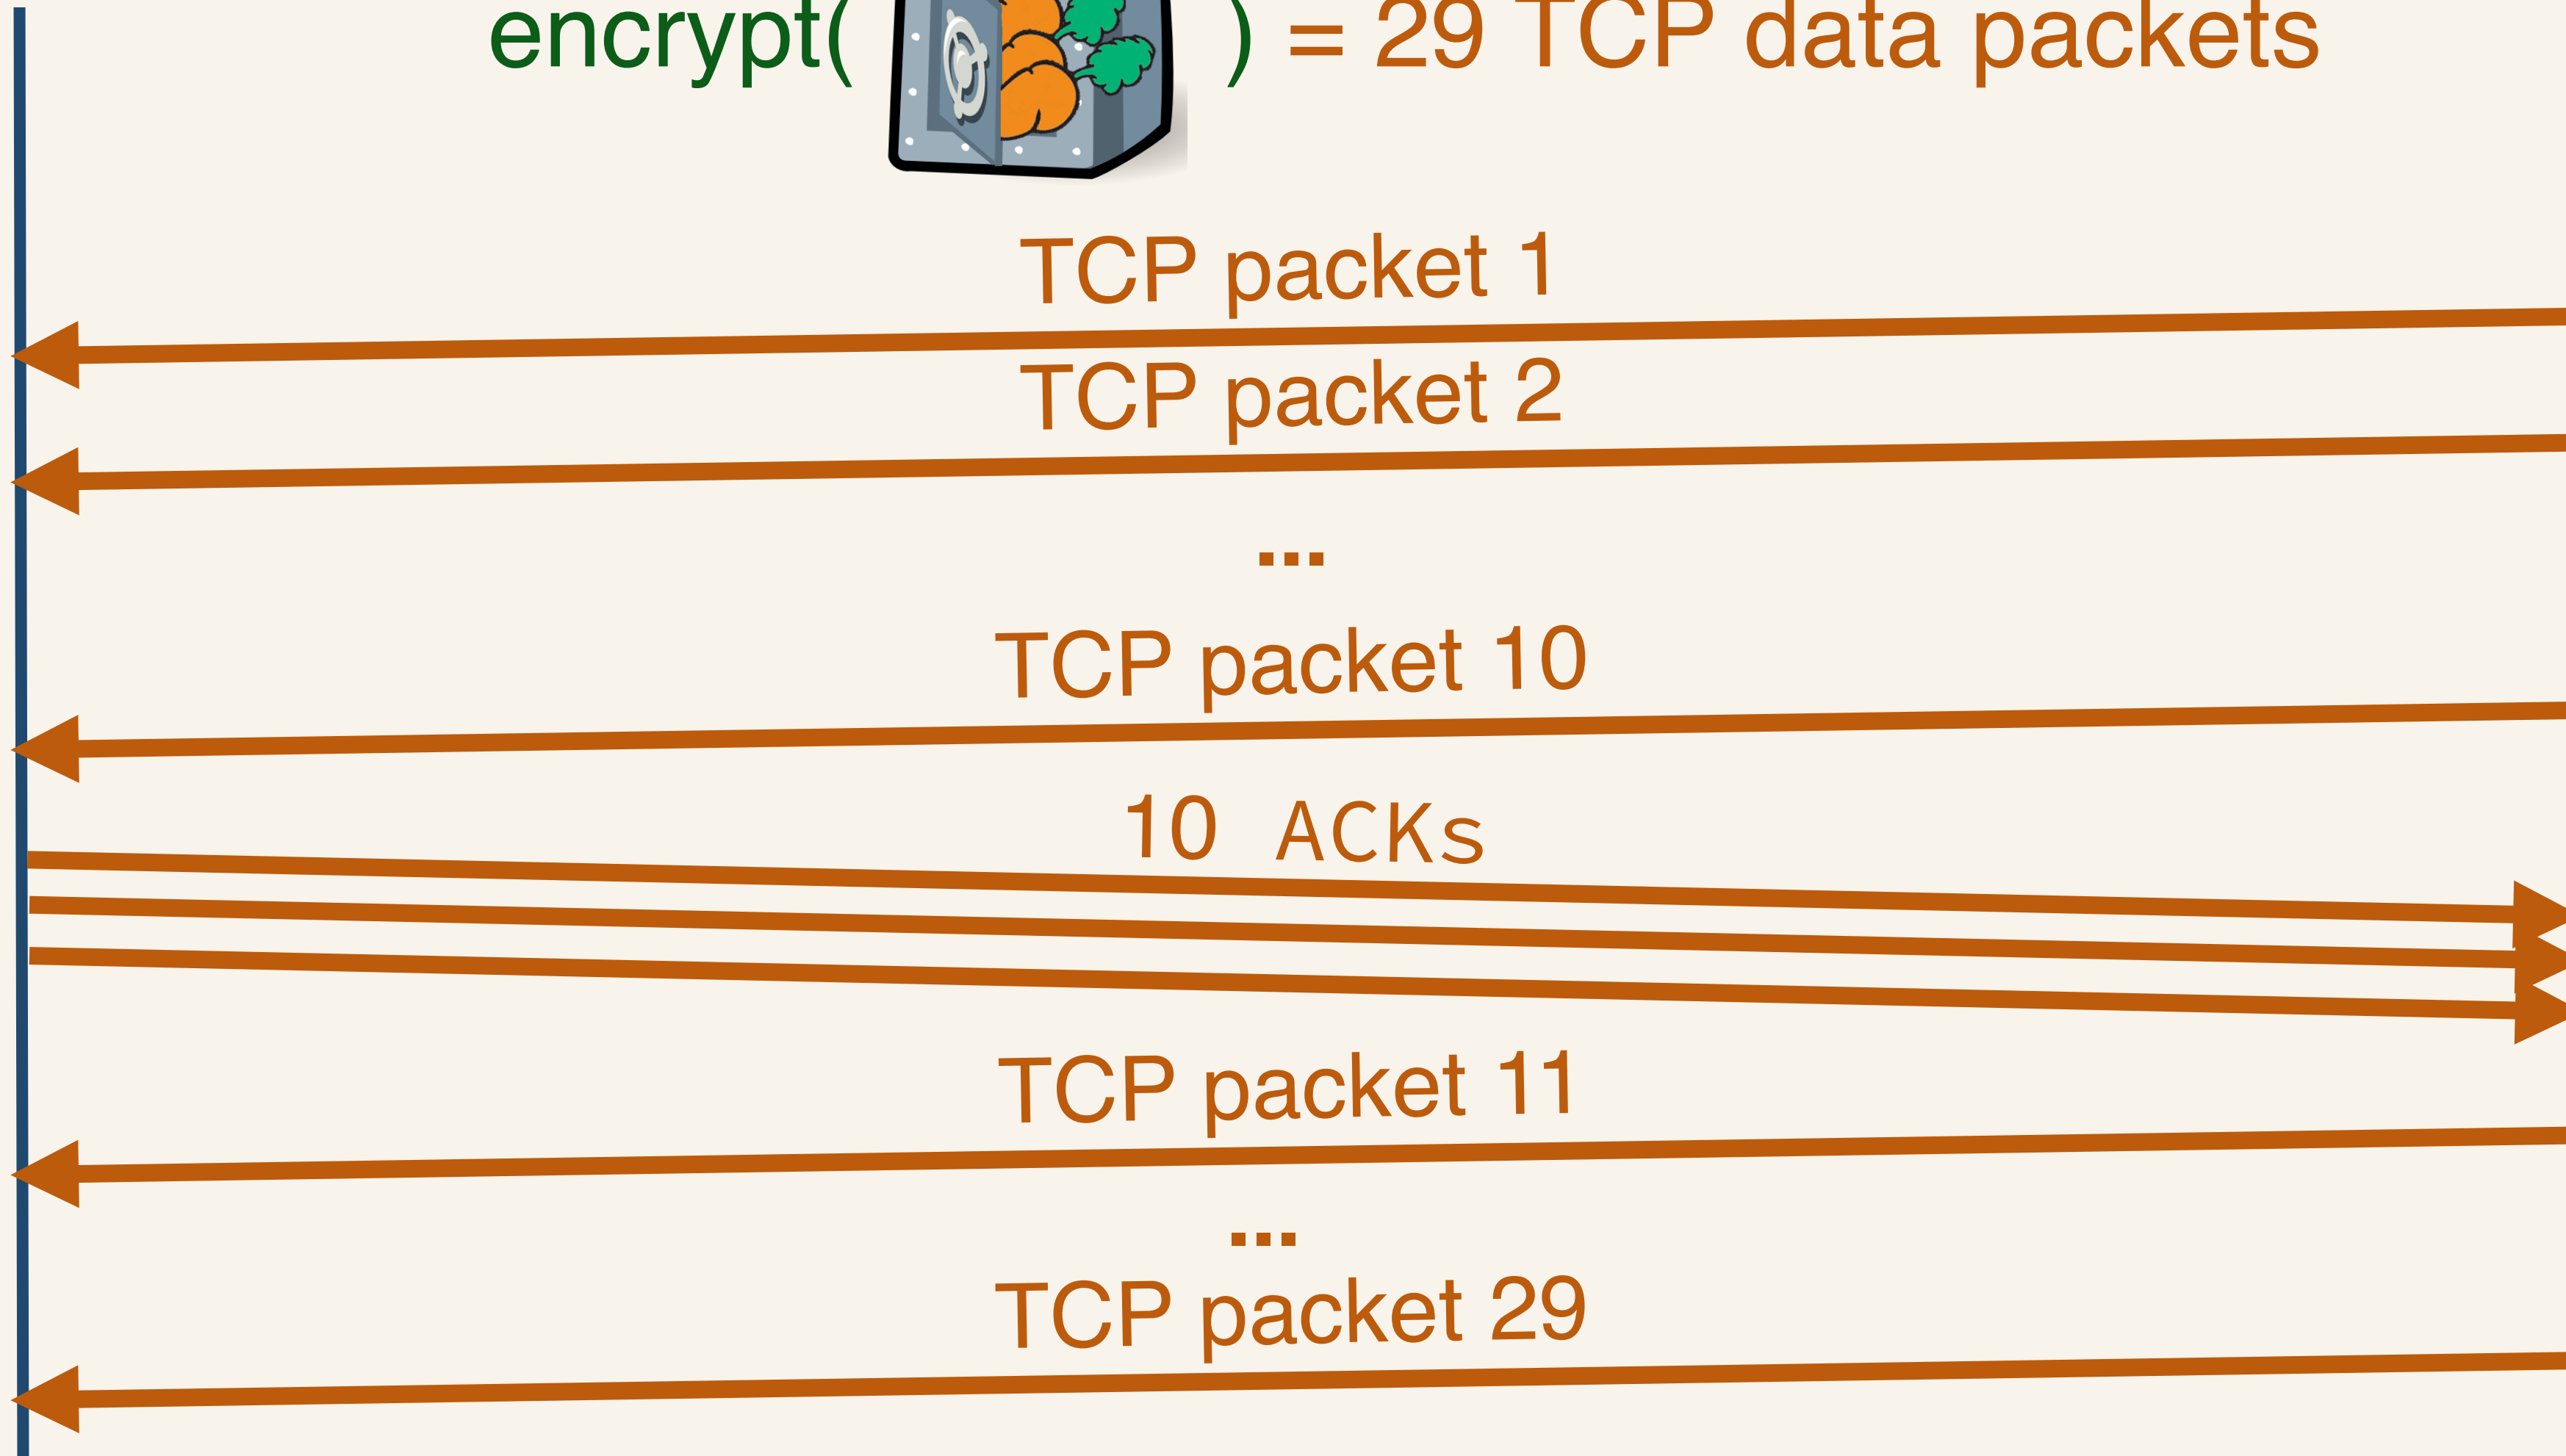 encrypt( ) = 29 TCP data packets
TCP packet 1
TCP packet 2
...
TCP packet 10
10 ACKs
TCP packet 11
...
TCP packet 29